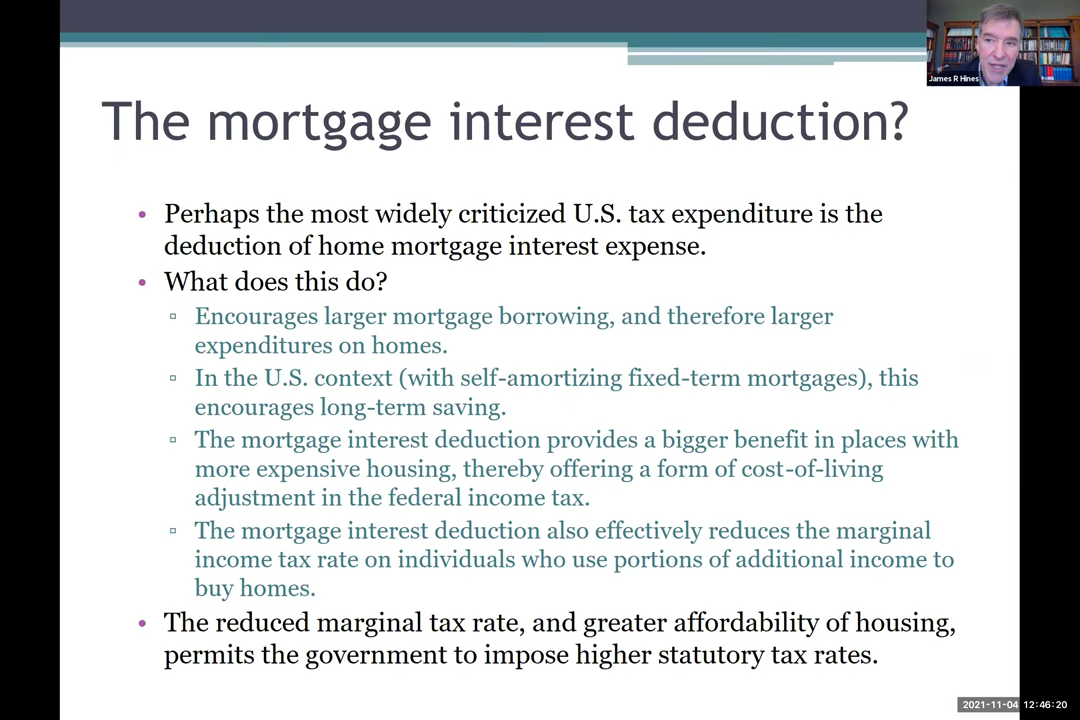 James R Hines
The mortgage interest deduction?
• Perhaps the most widely criticized U.S. tax expenditure is the
deduction of home mortgage interest expense.
• What does this do?
▫ Encourages larger mortgage borrowing, and therefore larger
expenditures on homes.
▫ In the U.S. context (with self-amortizing fixed-term mortgages), this
encourages long-term saving.
▫ The mortgage interest deduction provides a bigger benefit in places with
more expensive housing, thereby offering a form of cost-of-living
adjustment in the federal income tax.
▫ The mortgage interest deduction also effectively reduces the marginal
income tax rate on individuals who use portions of additional income to
buy homes.
• The reduced marginal tax rate, and greater affordability of housing,
permits the government to impose higher statutory tax rates.
2021-11-04 12:46:20